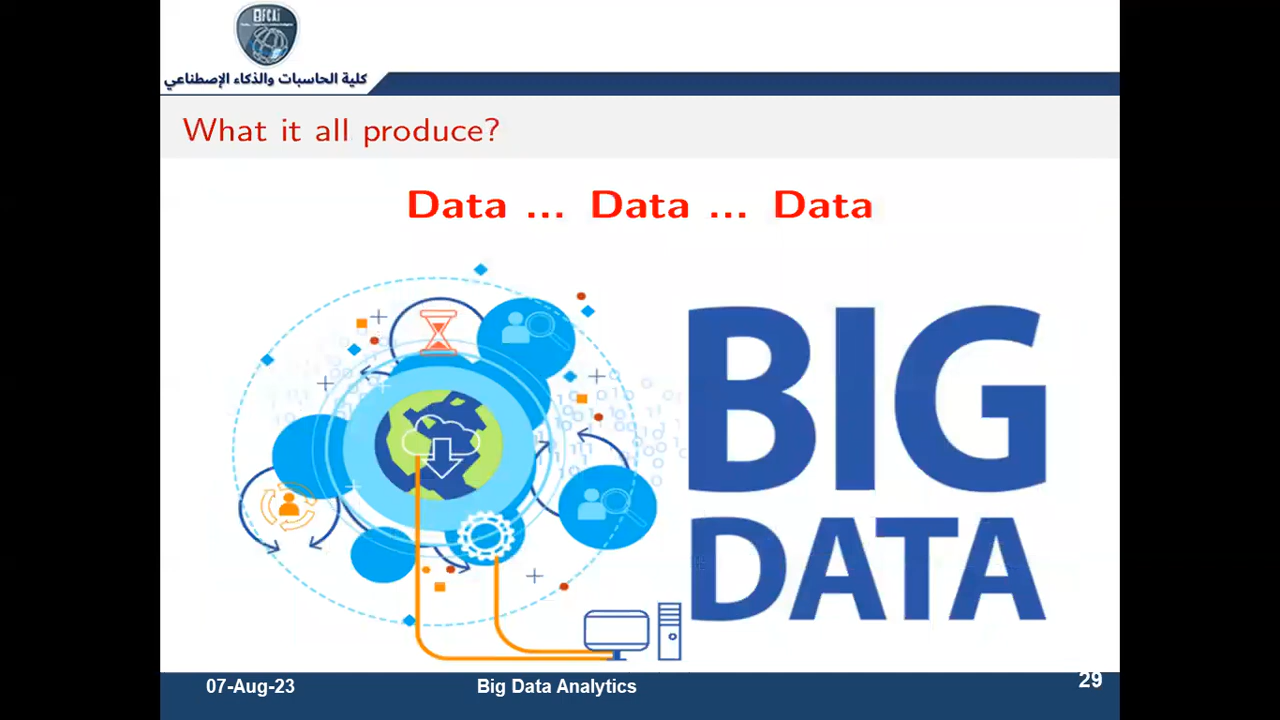 FCAI
كلية الحاسبات والذكاء الإصطناعي
What it all produce?
Data ... Data ... Data
BIG
DATA
07-Aug-23
Big Data Analytics
29